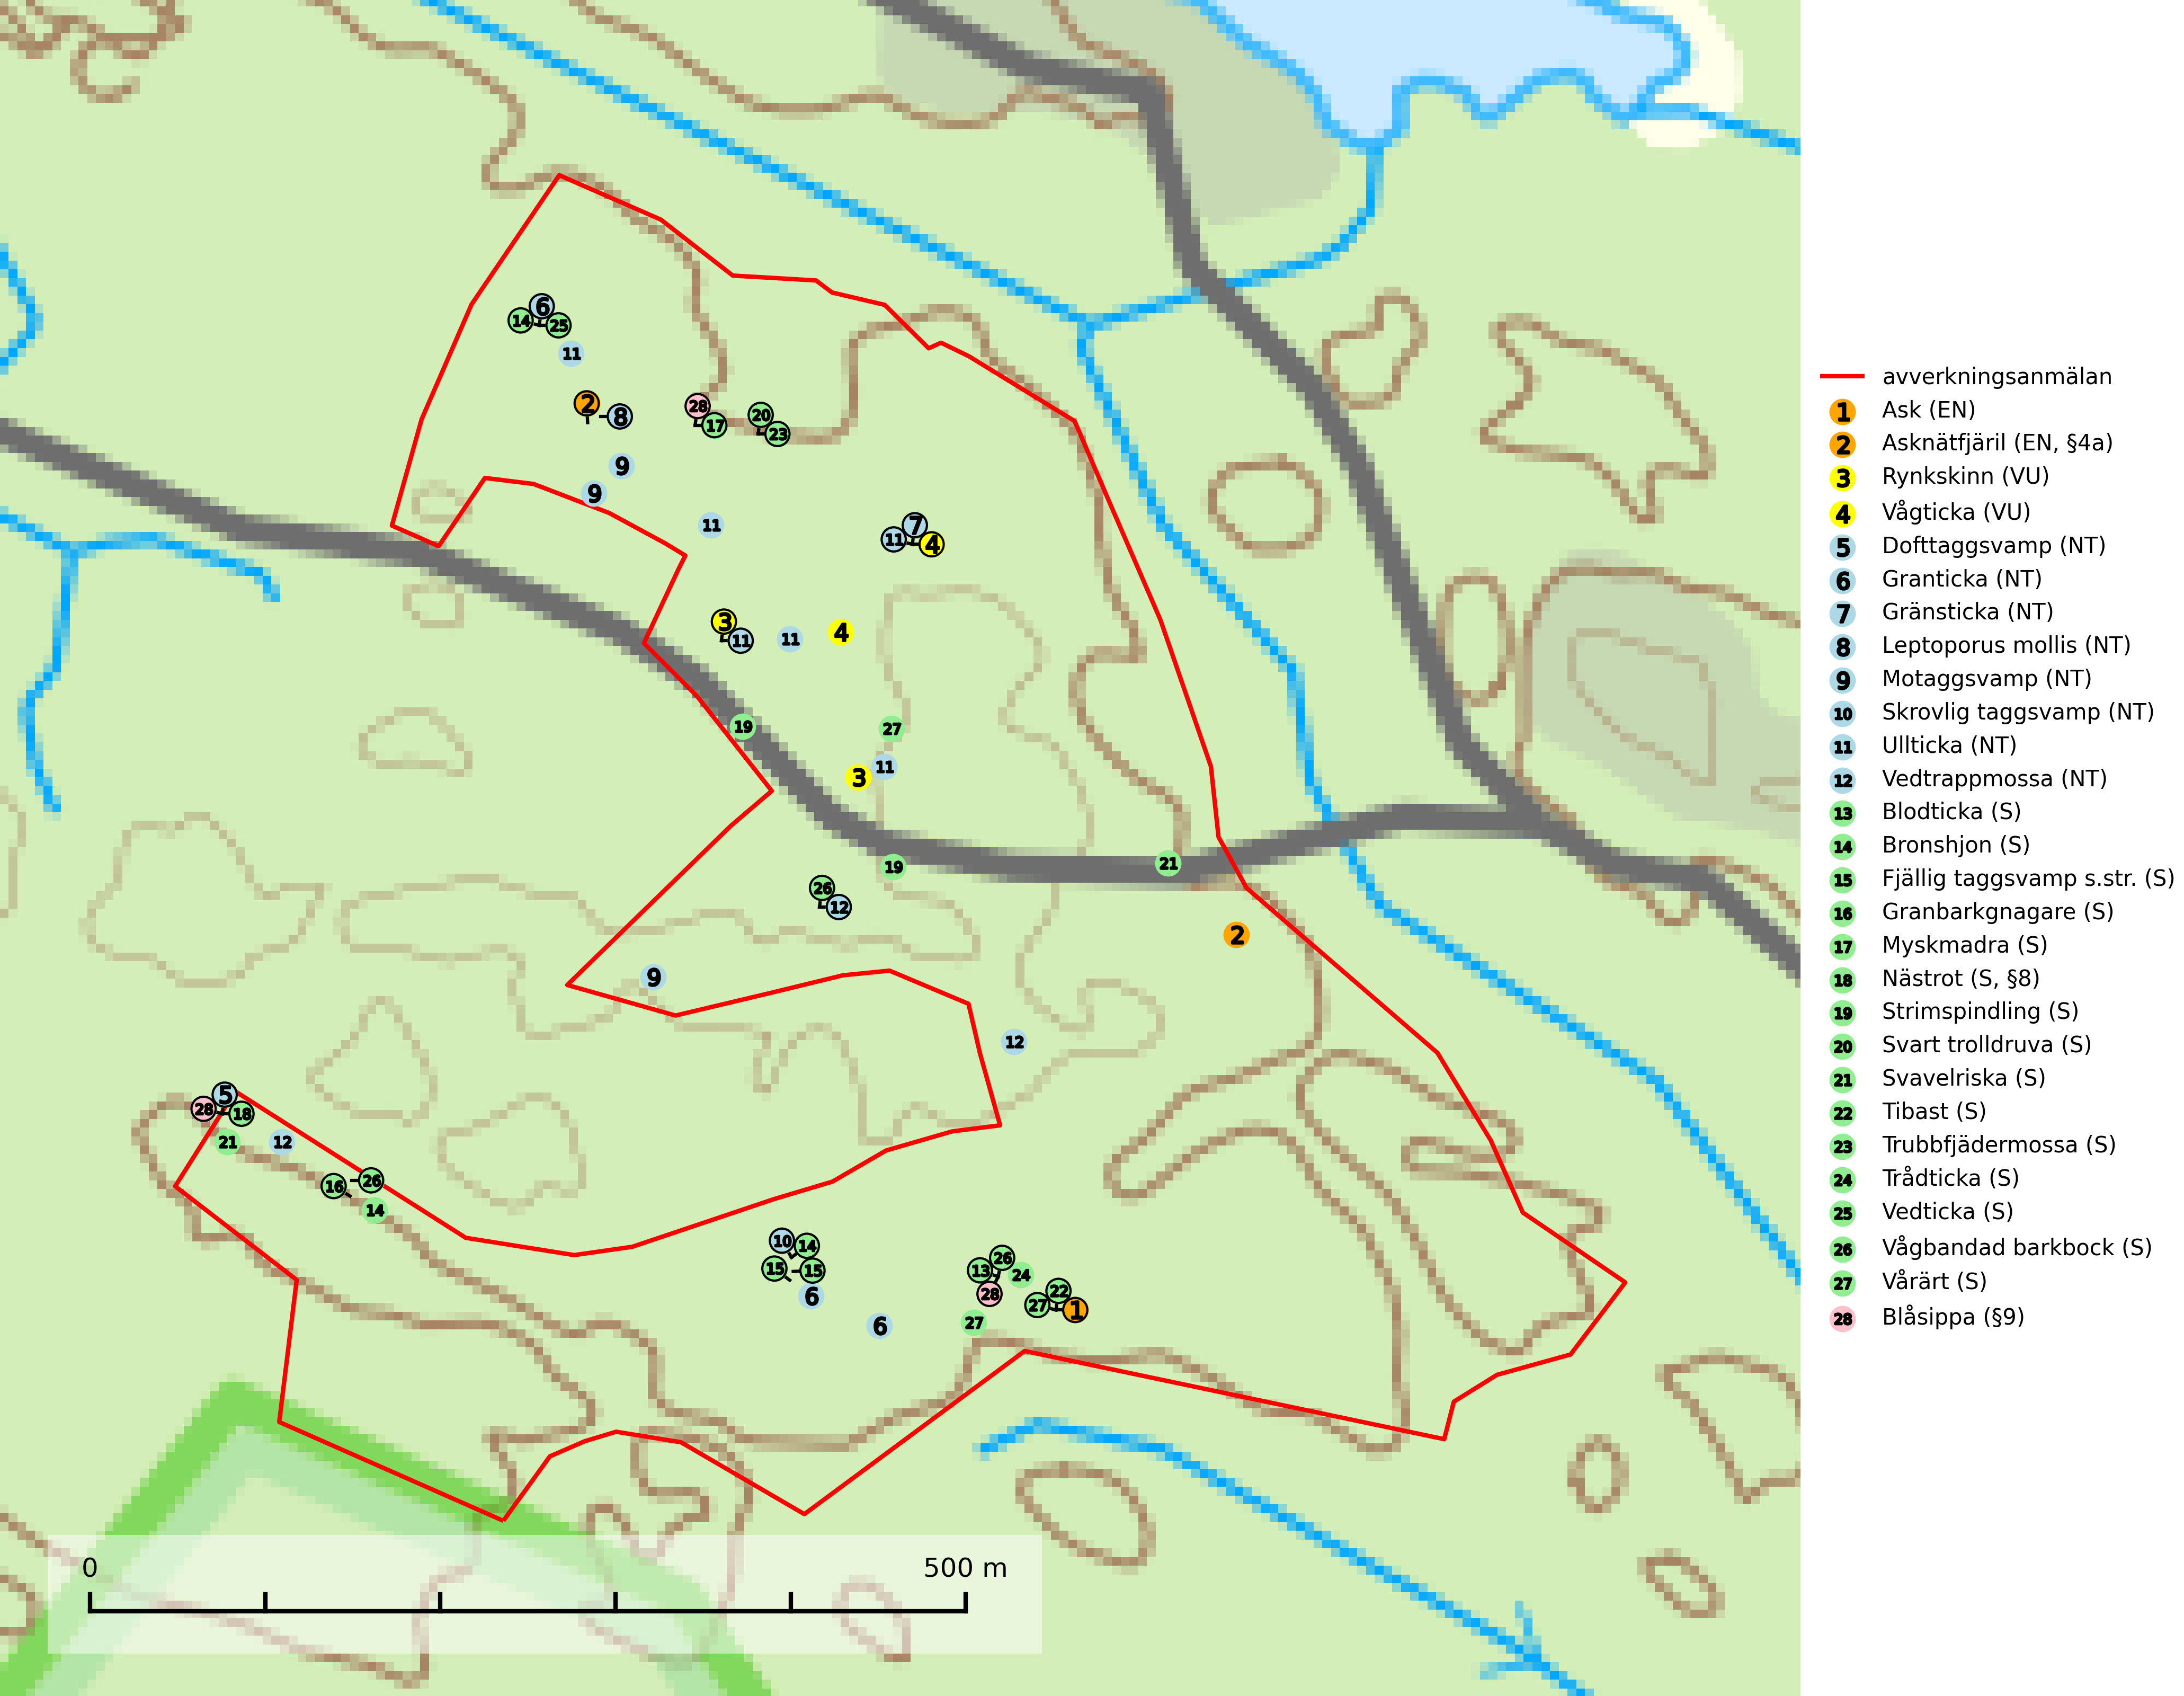 6
14 25
11
2 8
28 17
20 23
9
9
11
7
11 4
3 11
11
4
19
27
3
11
19
21
26 12
2
9
12
5
28 18
21
12
16 26
14
10 14
15 15
6
6
26
13 24
28
22
27 1
27
0 500 m
avverkningsanmälan
1 Ask (EN)
2 Asknätfjäril (EN, §4a)
3 Rynkskinn (VU)
4 Vågticka (VU)
5 Dofttaggsvamp (NT)
6 Granticka (NT)
7 Gränsticka (NT)
8 Leptoporus mollis (NT)
9 Motaggsvamp (NT)
10 Skrovlig taggsvamp (NT)
11 Ullticka (NT)
12 Vedtrappmossa (NT)
13 Blodticka (S)
14 Bronshjon (S)
15 Fjällig taggsvamp s.str. (S)
16 Granbarkgnagare (S)
17 Myskmadra (S)
18 Nästrot (S, §8)
19 Strimspindling (S)
20 Svart trolldruva (S)
21 Svavelriska (S)
22 Tibast (S)
23 Trubbfjädermossa (S)
24 Trådticka (S)
25 Vedticka (S)
26 Vågbandad barkbock (S)
27 Vårärt (S)
28 Blåsippa (§9)